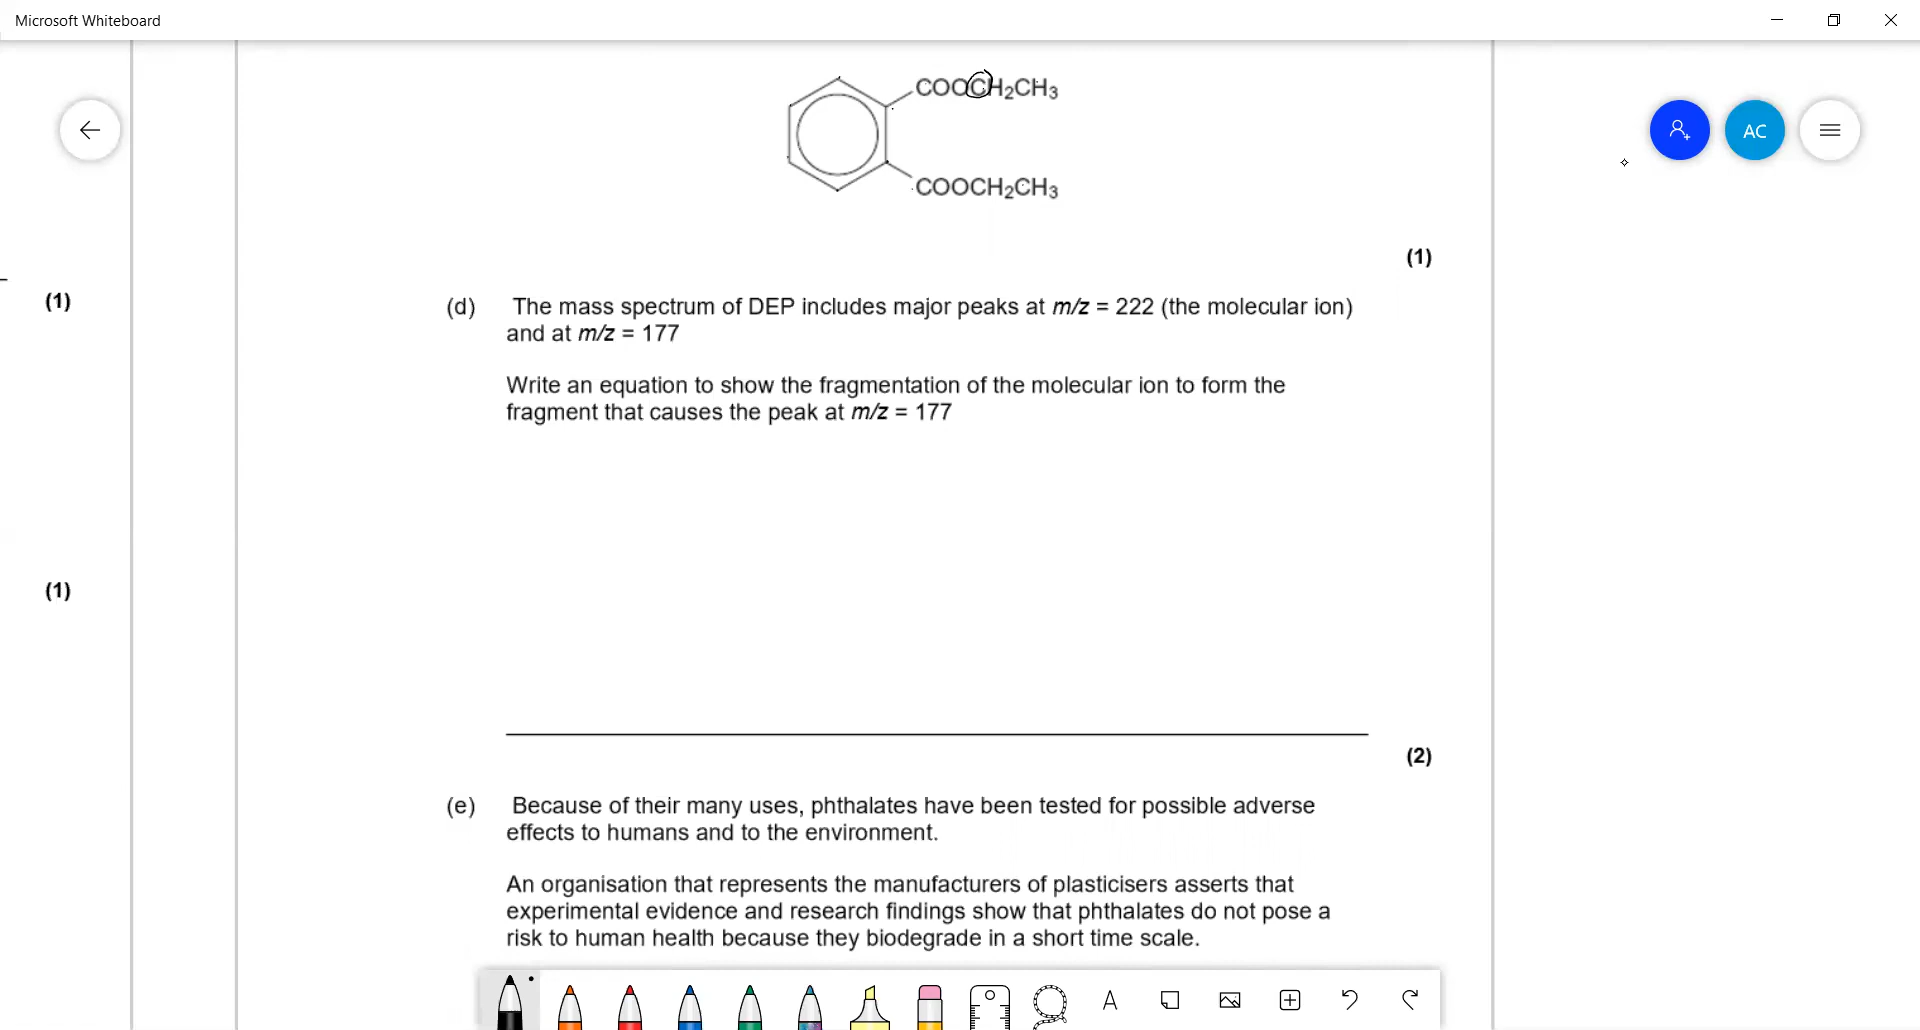 Microsoft Whiteboard
COOCH₂CH₃
AC
COOCH₂CH₃
(1)
(1)
(d) The mass spectrum of DEP includes major peaks at m/z = 222 (the molecular ion)
and at m/z = 177
Write an equation to show the fragmentation of the molecular ion to form the
fragment that causes the peak at m/z = 177
(1)
(2)
(e) Because of their many uses, phthalates have been tested for possible adverse
effects to humans and to the environment.
An organisation that represents the manufacturers of plasticisers asserts that
experimental evidence and research findings show that phthalates do not pose a
risk to human health because they biodegrade in a short time scale.